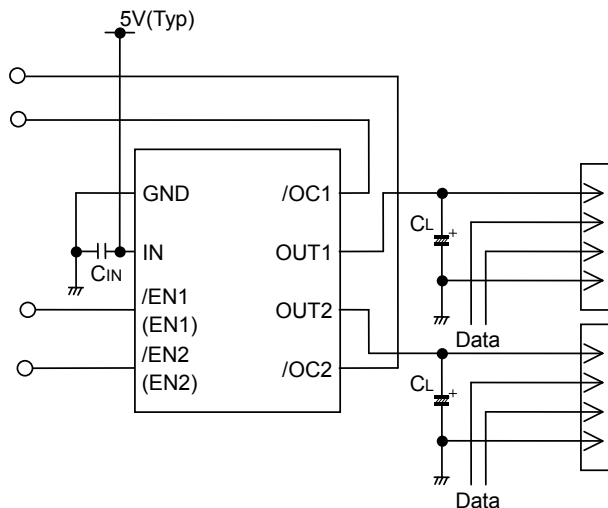 5V(Typ)
GND
/OC1
IN
OUT1
CIN
/EN1
(EN1)
OUT2
/EN2
(EN2)
/OC2
CL
+
Data
CL
+
Data